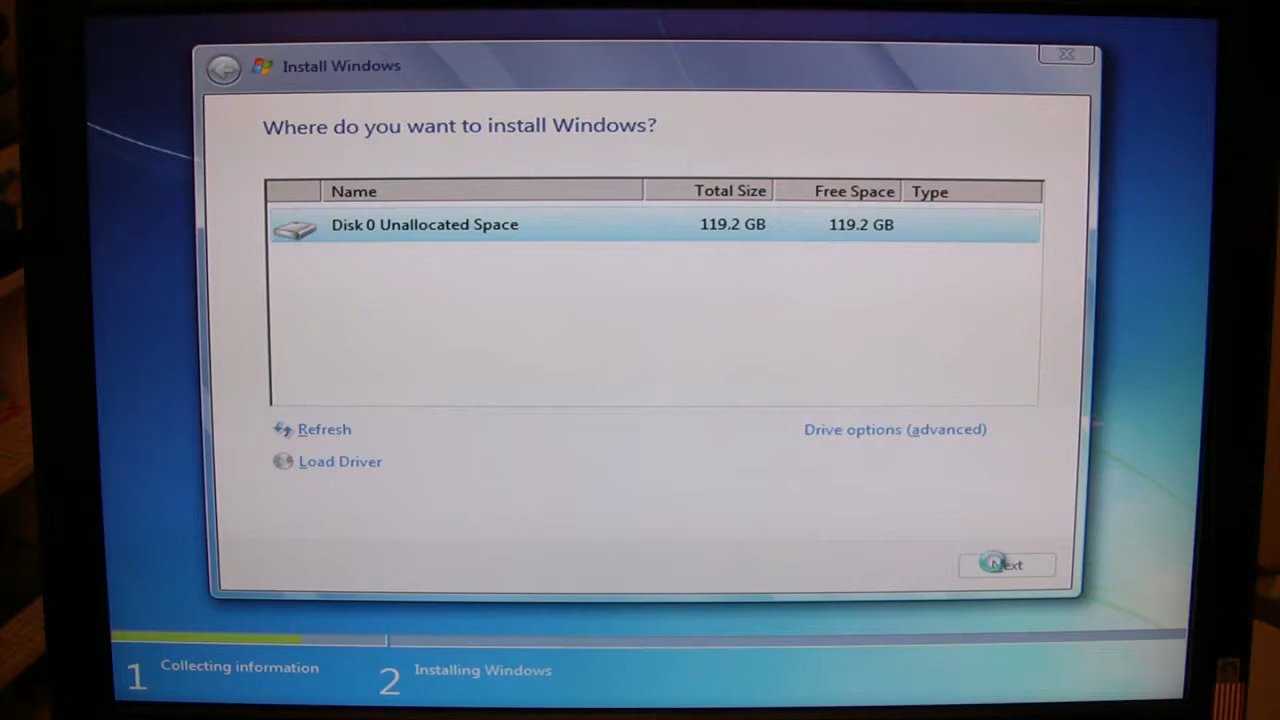 Install Windows
Where do you want to install Windows?
Name Total Size Free Space Type
Disk 0 Unallocated Space 119.2 GB 119.2 GB
Refresh Drive options (advanced)
Load Driver
Next
1 Collecting information 2 Installing Windows